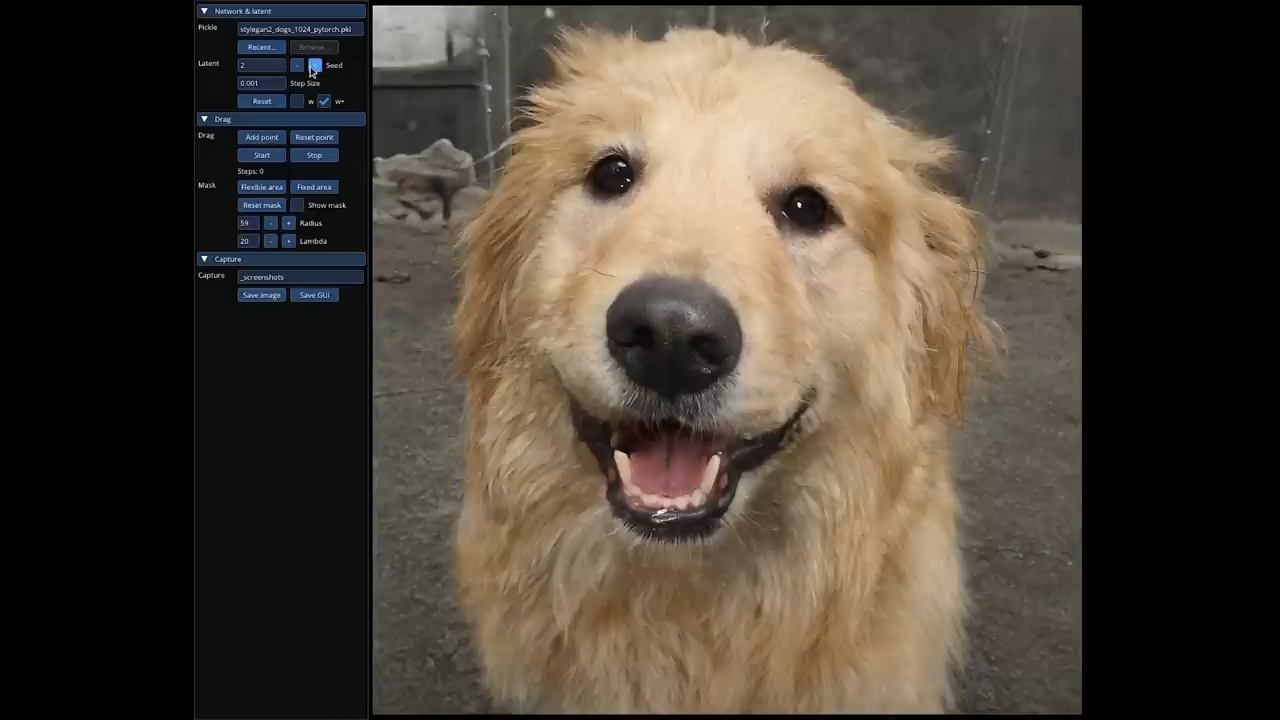 Network & latent
Pickle stylegan2_dogs_1024_pytorch.pkl
Recent... Browse...
Latent 2 - + Seed
0.001 Step Size
Reset w w+
Drag
Drag Add point Reset point
Start Stop
Steps: 0
Mask Flexible area Fixed area
Reset mask Show mask
59 - + Radius
20 - + Lambda
Capture
Capture _screenshots
Save image Save GUI